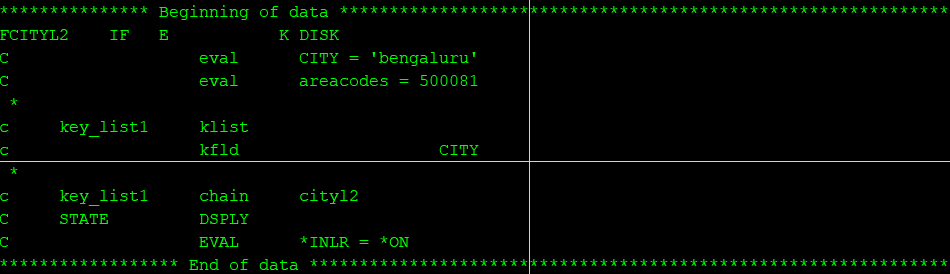 *************** Beginning of data *************************************************************
FCITYL2    IF   E           K DISK
C                   eval      CITY = 'bengaluru'
C                   eval      areacodes = 500081
 *
c     key_list1     klist
c                   kfld                    CITY
 *
c     key_list1     chain     cityl2
C     STATE         DSPLY
C                   EVAL      *INLR = *ON
****************** End of data ****************************************************************